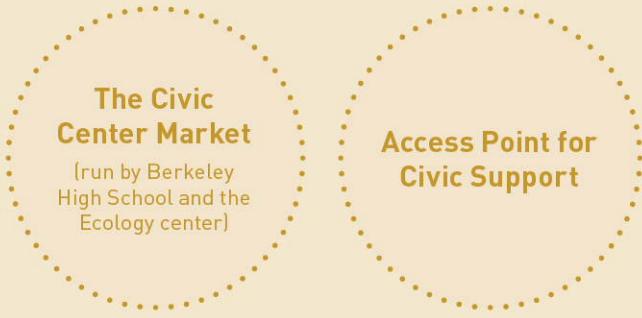 The Civic
Center Market
(run by Berkeley
High School and the
Ecology center)
Access Point for
Civic Support